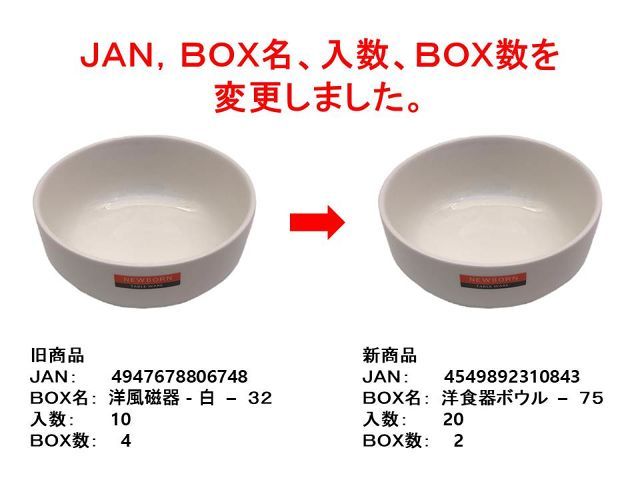 JAN，BOX名、入数、BOX数を
変更しました。
NEWBORN
TABLE WARE
NEWBORN
TABLE WARE
旧商品
JAN： 4947678806748
BOX名： 洋風磁器 - 白 － 32
入数： 10
BOX数： 4
新商品
JAN： 4549892310843
BOX名： 洋食器ボウル － 75
入数： 20
BOX数： 2